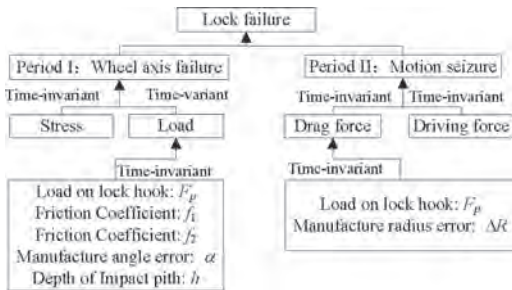 Lock failure
Period I: Wheel axis failure
Period II: Motion seizure
Time-invariant
Time-variant
Time-invariant
Time-invariant
Stress
Load
Drag force
Driving force
Time-invariant
Time-invariant
Load on lock hook: Fp
Friction Coefficient: f1
Friction Coefficient: f2
Manufacture angle error: α
Depth of Impact pith: h
Load on lock hook: Fp
Manufacture radius error: ΔR